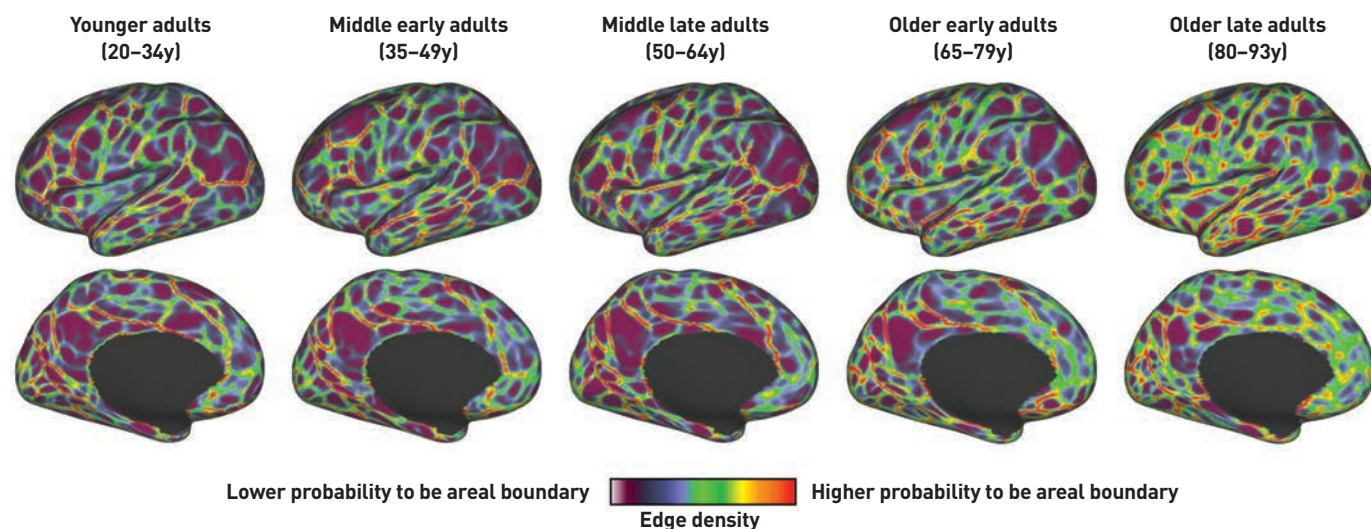 Younger adults
(20–34y)
Middle early adults
(35–49y)
Middle late adults
(50–64y)
Older early adults
(65–79y)
Older late adults
(80–93y)
Lower probability to be areal boundary
Higher probability to be areal boundary
Edge density